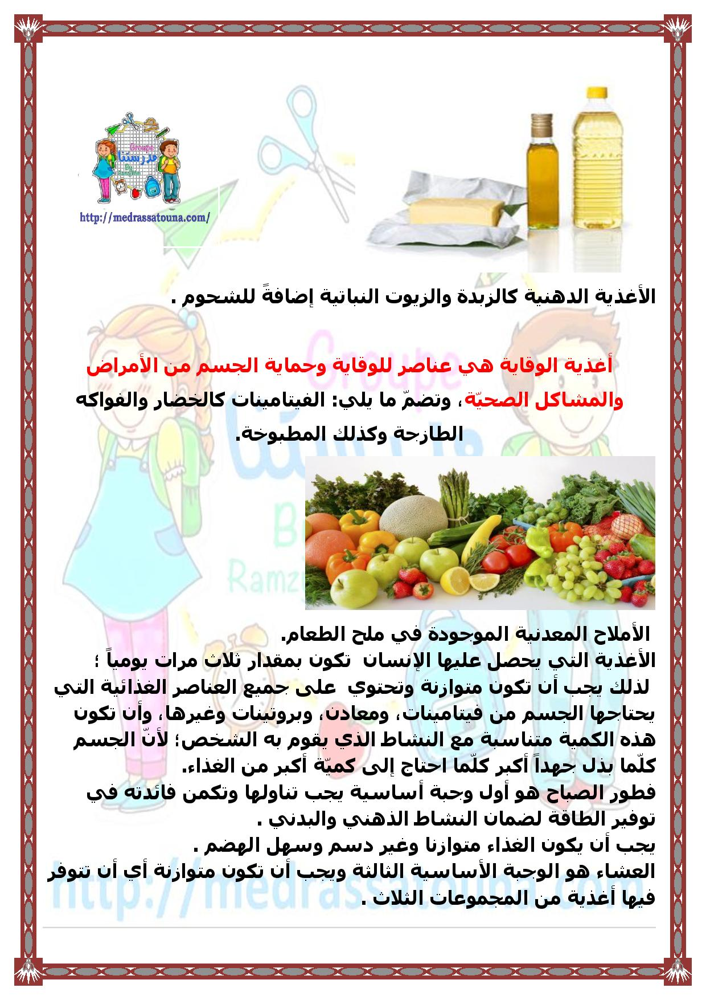 Groupe
مدرستنا
By
http://medrassatouna.com/
الأغذية الدهنية كالزبدة والزيوت النباتية إضافةً للشحوم .
أغذية الوقاية هي عناصر للوقاية وحماية الجسم من الأمراض
والمشاكل الصحيّة، وتضمّ ما يلي: الفيتامينات كالخضار والفواكه
الطازجة وكذلك المطبوخة.
الأملاح المعدنية الموجودة في ملح الطعام.
الأغذية التي يحصل عليها الإنسان تكون بمقدار ثلاث مرات يومياً ؛
لذلك يجب أن تكون متوازنة وتحتوي على جميع العناصر الغذائية التي
يحتاجها الجسم من فيتامينات، ومعادن، وبروتينات وغيرها، وأن تكون
هذه الكمية متناسبة مع النشاط الذي يقوم به الشخص؛ لأنّ الجسم
كلّما بذل جهداً أكبر كلّما احتاج إلى كميّة أكبر من الغذاء.
فطور الصباح هو أول وجبة أساسية يجب تناولها وتكمن فائدته في
توفير الطاقة لضمان النشاط الذهني والبدني .
يجب أن يكون الغذاء متوازنا وغير دسم وسهل الهضم .
العشاء هو الوجبة الأساسية الثالثة ويجب أن تكون متوازنة أي أن تتوفر
فيها أغذية من المجموعات الثلاث .
http://medrassatouna.com